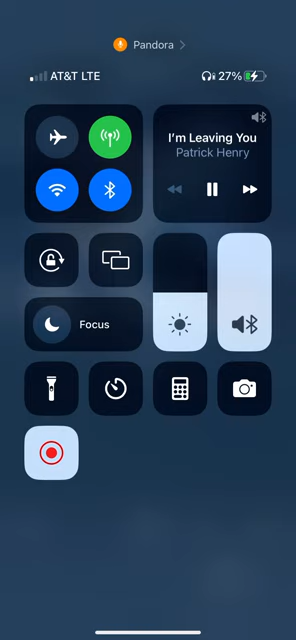 Pandora
AT&T LTE
27%
I'm Leaving You
Patrick Henry
Focus